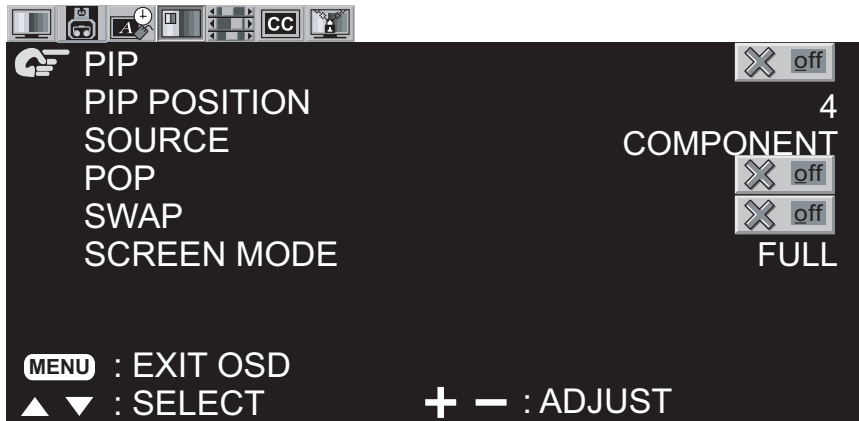 A CC
PIP off
PIP POSITION 4
SOURCE COMPONENT
POP off
SWAP off
SCREEN MODE FULL
MENU : EXIT OSD
▲ ▼ : SELECT + − : ADJUST